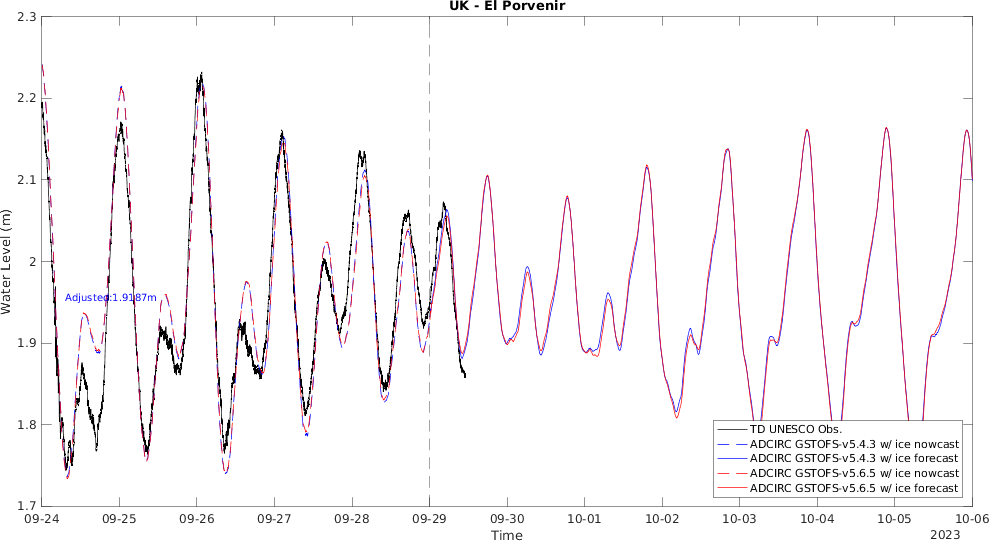 UK - El Porvenir
2.3
2.2
2.1
2
1.9
1.8
1.7
Water Level (m)
Adjusted:1.9187m
TD UNESCO Obs.
ADCIRC GSTOFS-v5.4.3 w/ ice nowcast
ADCIRC GSTOFS-v5.4.3 w/ ice forecast
ADCIRC GSTOFS-v5.6.5 w/ ice nowcast
ADCIRC GSTOFS-v5.6.5 w/ ice forecast
09-24 09-25 09-26 09-27 09-28 09-29 09-30 10-01 10-02 10-03 10-04 10-05 10-06
Time
2023